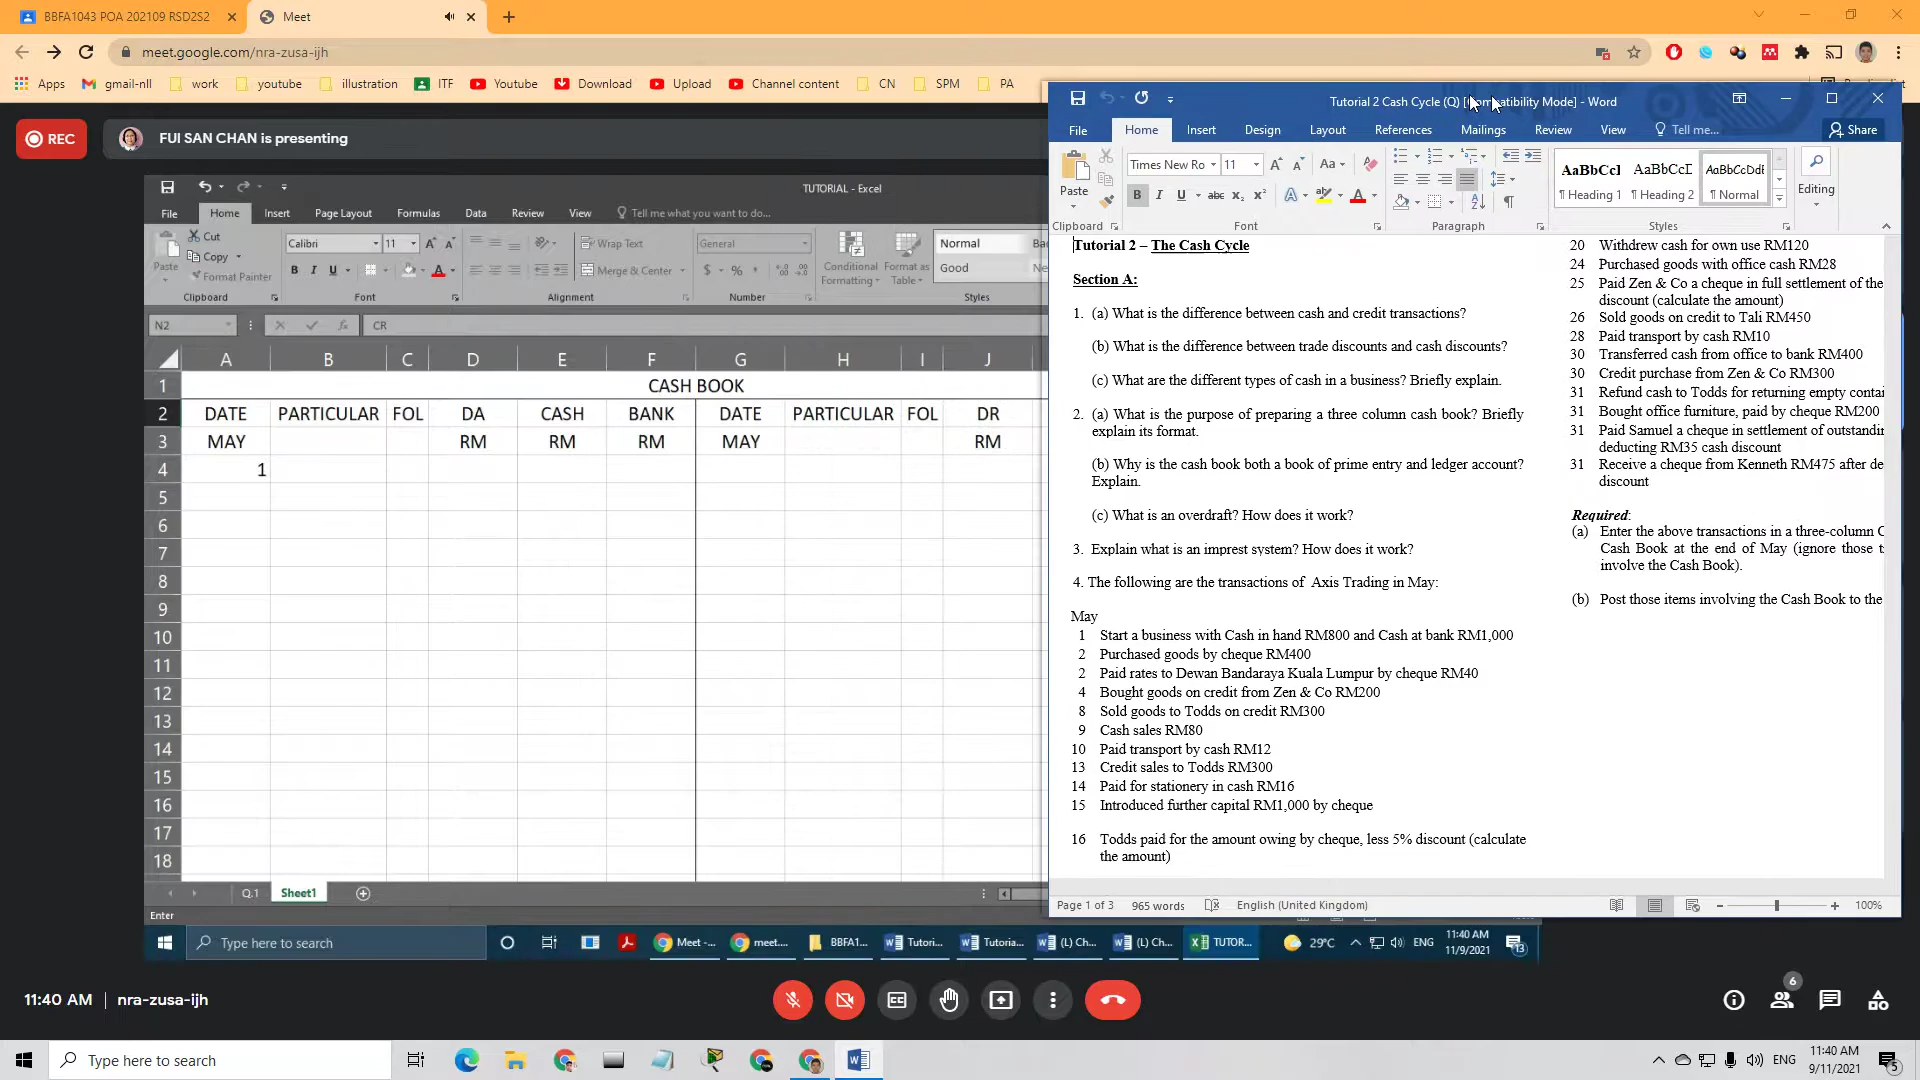 BBFA1043 POA 202109 RSD2S2
Meet
meet.google.com/nra-zusa-ijh
Apps
gmail-nll
work
youtube
illustration
ITF
Youtube
Download
Upload
Channel content
CN
SPM
PA
REC
FUI SAN CHAN is presenting
TUTORIAL - Excel
File
Home
Insert
Page Layout
Formulas
Data
Review
View
Tell me what you want to do...
Paste
Cut
Copy
Format Painter
Clipboard
Calibri
11
B I U
Font
Wrap Text
Merge & Center
Alignment
General
$ %
Number
Conditional Formatting
Format as Table
Normal
Good
Styles
N2
CR
A B C D E F G H I J
1 CASH BOOK
2 DATE PARTICULAR FOL DA CASH BANK DATE PARTICULAR FOL DR
3 MAY RM RM RM MAY RM
4 1
5
6
7
8
9
10
11
12
13
14
15
16
17
18
Q.1
Sheet1
Enter
Type here to search
Meet -...
meet....
BBFA1...
Tutori...
Tutoria...
(L) Ch...
(L) Ch...
TUTOR...
29°C
ENG
11:40 AM
11/9/2021
13
Tutorial 2 Cash Cycle (Q) [Compatibility Mode] - Word
File
Home
Insert
Design
Layout
References
Mailings
Review
View
Tell me...
Share
Paste
Clipboard
Times New Ro
11
Font
Paragraph
AaBbCcI
¶ Heading 1
AaBbCcD
¶ Heading 2
AaBbCcDdE
¶ Normal
Styles
Editing
Tutorial 2 – The Cash Cycle
Section A:
1. (a) What is the difference between cash and credit transactions?
(b) What is the difference between trade discounts and cash discounts?
(c) What are the different types of cash in a business? Briefly explain.
2. (a) What is the purpose of preparing a three column cash book? Briefly
explain its format.
(b) Why is the cash book both a book of prime entry and ledger account?
Explain.
(c) What is an overdraft? How does it work?
3. Explain what is an imprest system? How does it work?
4. The following are the transactions of Axis Trading in May:
May
1 Start a business with Cash in hand RM800 and Cash at bank RM1,000
2 Purchased goods by cheque RM400
2 Paid rates to Dewan Bandaraya Kuala Lumpur by cheque RM40
4 Bought goods on credit from Zen & Co RM200
8 Sold goods to Todds on credit RM300
9 Cash sales RM80
10 Paid transport by cash RM12
13 Credit sales to Todds RM300
14 Paid for stationery in cash RM16
15 Introduced further capital RM1,000 by cheque
16 Todds paid for the amount owing by cheque, less 5% discount (calculate
the amount)
20 Withdrew cash for own use RM120
24 Purchased goods with office cash RM28
25 Paid Zen & Co a cheque in full settlement of the
discount (calculate the amount)
26 Sold goods on credit to Tali RM450
28 Paid transport by cash RM10
30 Transferred cash from office to bank RM400
30 Credit purchase from Zen & Co RM300
31 Refund cash to Todds for returning empty contai
31 Bought office furniture, paid by cheque RM200
31 Paid Samuel a cheque in settlement of outstandin
deducting RM35 cash discount
31 Receive a cheque from Kenneth RM475 after de
discount
Required:
(a) Enter the above transactions in a three-column C
Cash Book at the end of May (ignore those t
involve the Cash Book).
(b) Post those items involving the Cash Book to the
Page 1 of 3
965 words
English (United Kingdom)
100%
11:40 AM
nra-zusa-ijh
6
Type here to search
ENG
11:40 AM
9/11/2021
5